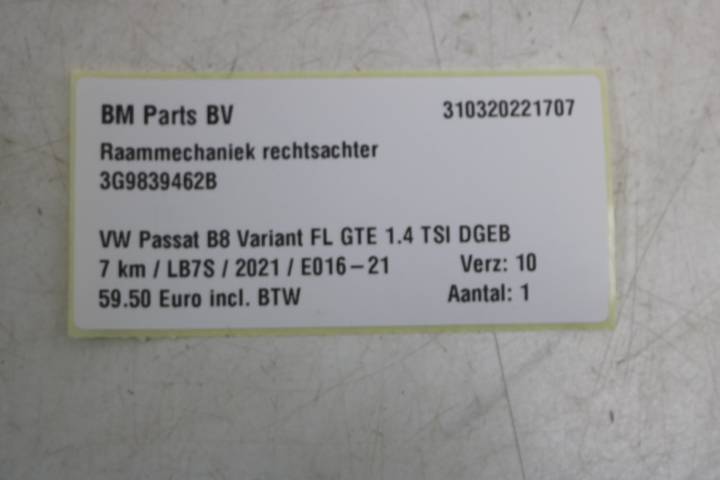 BM Parts BV 310320221707
Raammechaniek rechtsachter
3G9839462B
VW Passat B8 Variant FL GTE 1.4 TSI DGEB
7 km / LB7S / 2021 / E016-21 Verz: 10
59.50 Euro incl. BTW Aantal: 1